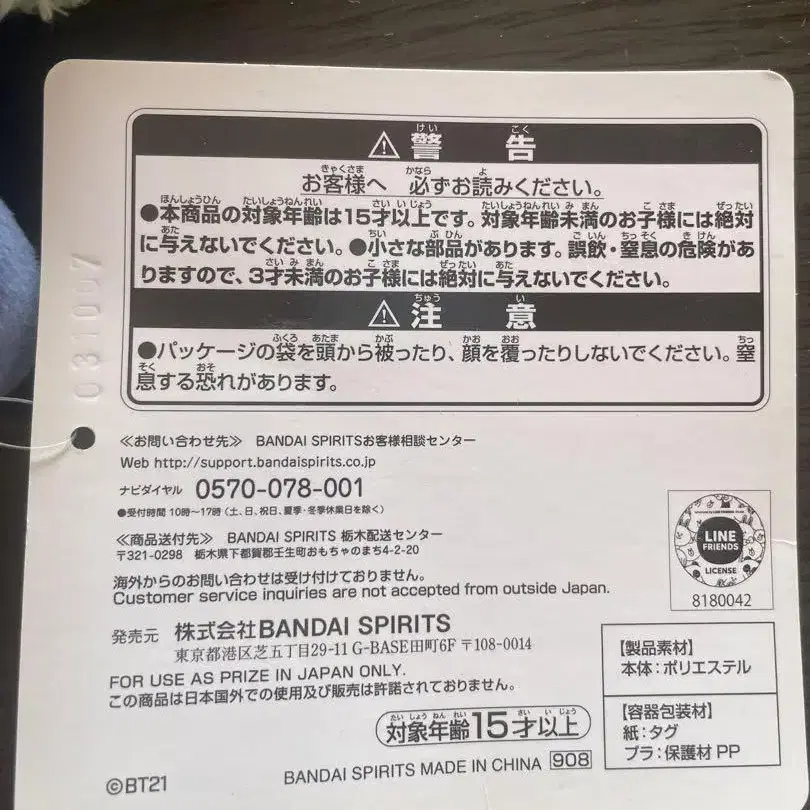 ⚠警告
お客様へ 必ずお読みください。
●本商品の対象年齢は15才以上です。対象年齢未満のお子様には絶対
に与えないでください。●小さな部品があります。誤飲・窒息の危険があ
りますので、3才未満のお子様には絶対に与えないでください。
⚠注意
●パッケージの袋を頭から被ったり、顔を覆ったりしないでください。窒
息する恐れがあります。
031007
≪お問い合わせ先≫ BANDAI SPIRITSお客様相談センター
Web http://support.bandaispirits.co.jp
ナビダイヤル 0570-078-001
●受付時間 10時〜17時(土、日、祝日、夏季・冬季休業日を除く)
≪商品送付先≫ BANDAI SPIRITS 栃木配送センター
〒321-0298 栃木県下都賀郡壬生町おもちゃのまち4-2-20
海外からのお問い合わせは受け付けておりません。
Customer service inquiries are not accepted from outside Japan.
LINE
FRIENDS
LICENSE
8180042
発売元 株式会社BANDAI SPIRITS
東京都港区芝五丁目29-11 G-BASE田町6F 〒108-0014
FOR USE AS PRIZE IN JAPAN ONLY.
この商品は日本国外での使用及び販売は許諾されておりません。
対象年齢15才以上
【製品素材】
本体:ポリエステル
【容器包装材】
紙:タグ
プラ:保護材 PP
©BT21
BANDAI SPIRITS MADE IN CHINA 908